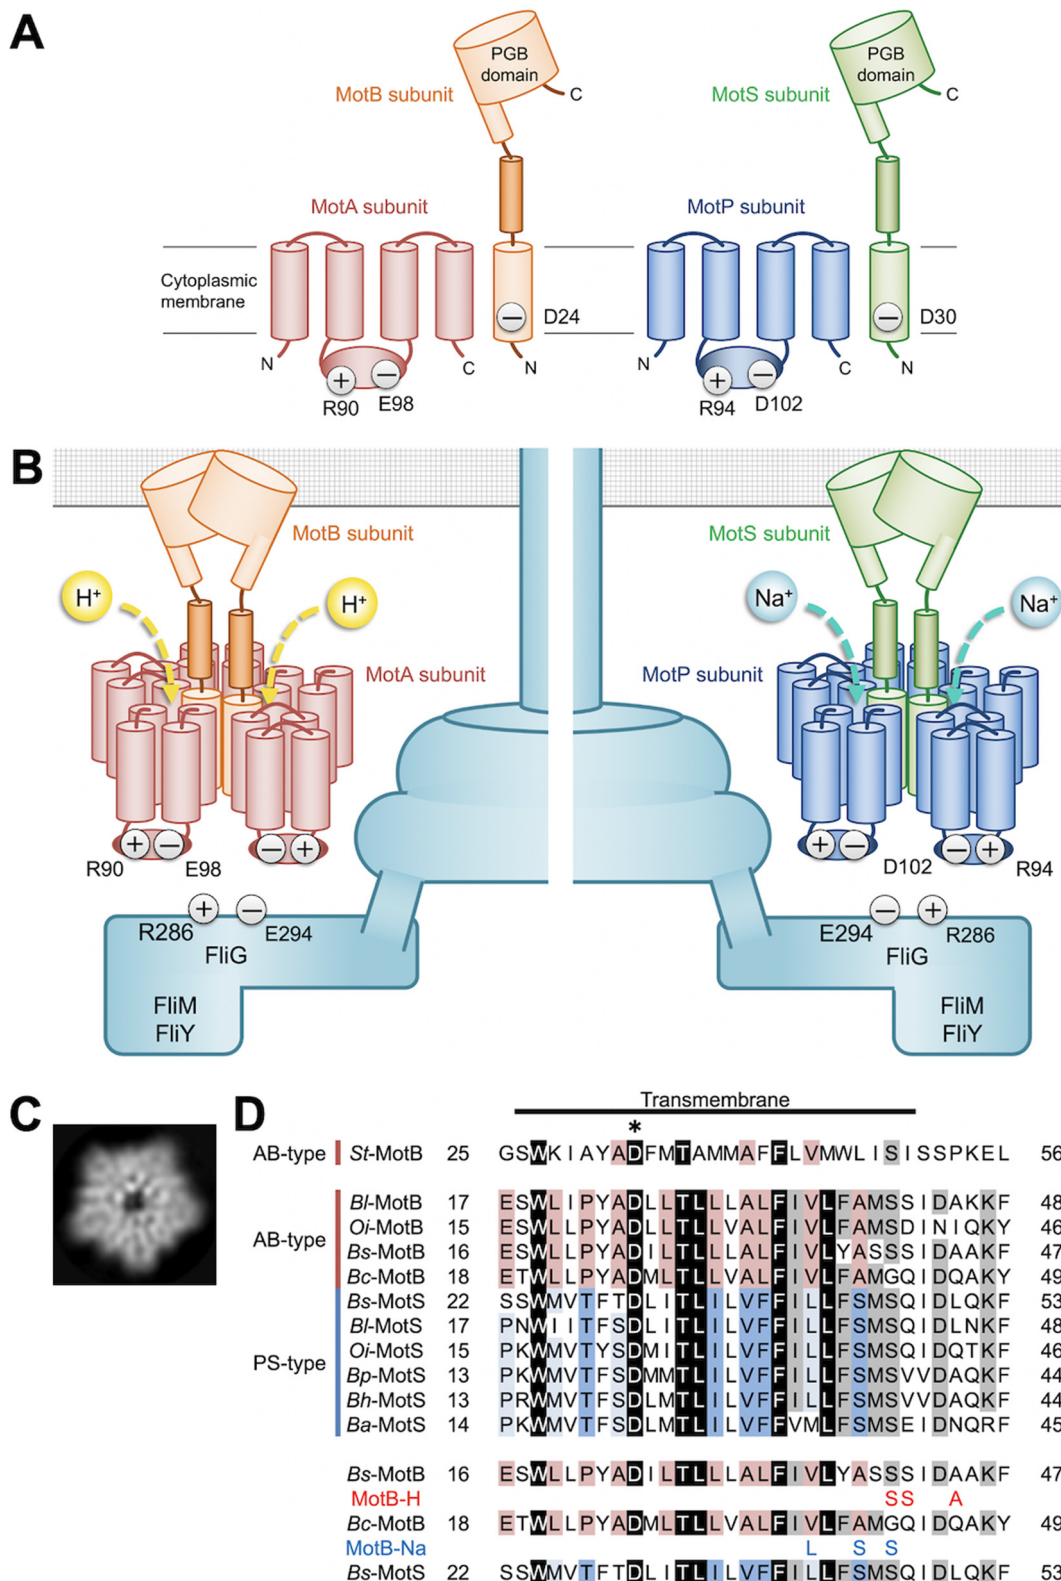 A
PGB domain
C
MotB subunit
MotA subunit
PGB domain
C
MotS subunit
MotP subunit
Cytoplasmic membrane
D24
D30
N
C
N
N
C
N
+
−
−
+
−
−
R90
E98
R94
D102
B
MotB subunit
MotS subunit
H+
H+
Na+
Na+
MotA subunit
MotP subunit
+ −
− +
+ −
− +
R90
E98
D102
R94
+ −
− +
R286
E294
E294
R286
FliG
FliG
FliM
FliY
FliM
FliY
C
D
Transmembrane
*
AB-type St-MotB 25 GSWKIAYADFMTAMMAFFLVMWLISISSPKEL 56
AB-type
Bl-MotB 17 ESWLIPYADLLTLLLALFIVLFAMSSIDAKKF 48
Oi-MotB 15 ESWLLPYADLLTLLVALFIVLFAMSDINIQKY 46
Bs-MotB 16 ESWLLPYADILTLLLALFIVLYASSSIDAAKF 47
Bc-MotB 18 ETWLLPYADMLTLLVALFIVLFAMGQIDQAKY 49
PS-type
Bs-MotS 22 SSWMVTFTDLITLILVFFILLFSMSQIDLQKF 53
Bl-MotS 17 PNWIITFSDLITLILVFFILLFSMSQIDLNKF 48
Oi-MotS 15 PKWMVTYSDMITLILVFFILLFSMSQIDQTKF 46
Bp-MotS 13 PKWMVTFSDMMTLILVFFILLFSMSVVDAQKF 44
Bh-MotS 13 PRWMVTFSDLMTLILVFFILLFSMSVVDAQKF 44
Ba-MotS 14 PKWMVTFSDLMTLILVFFVMLFSMSEIDNQRF 45
Bs-MotB 16 ESWLLPYADILTLLLALFIVLYASSSIDAAKF 47
MotB-H SS A
Bc-MotB 18 ETWLLPYADMLTLLVALFIVLFAMGQIDQAKY 49
MotB-Na L S S
Bs-MotS 22 SSWMVTFTDLITLILVFFILLFSMSQIDLQKF 53